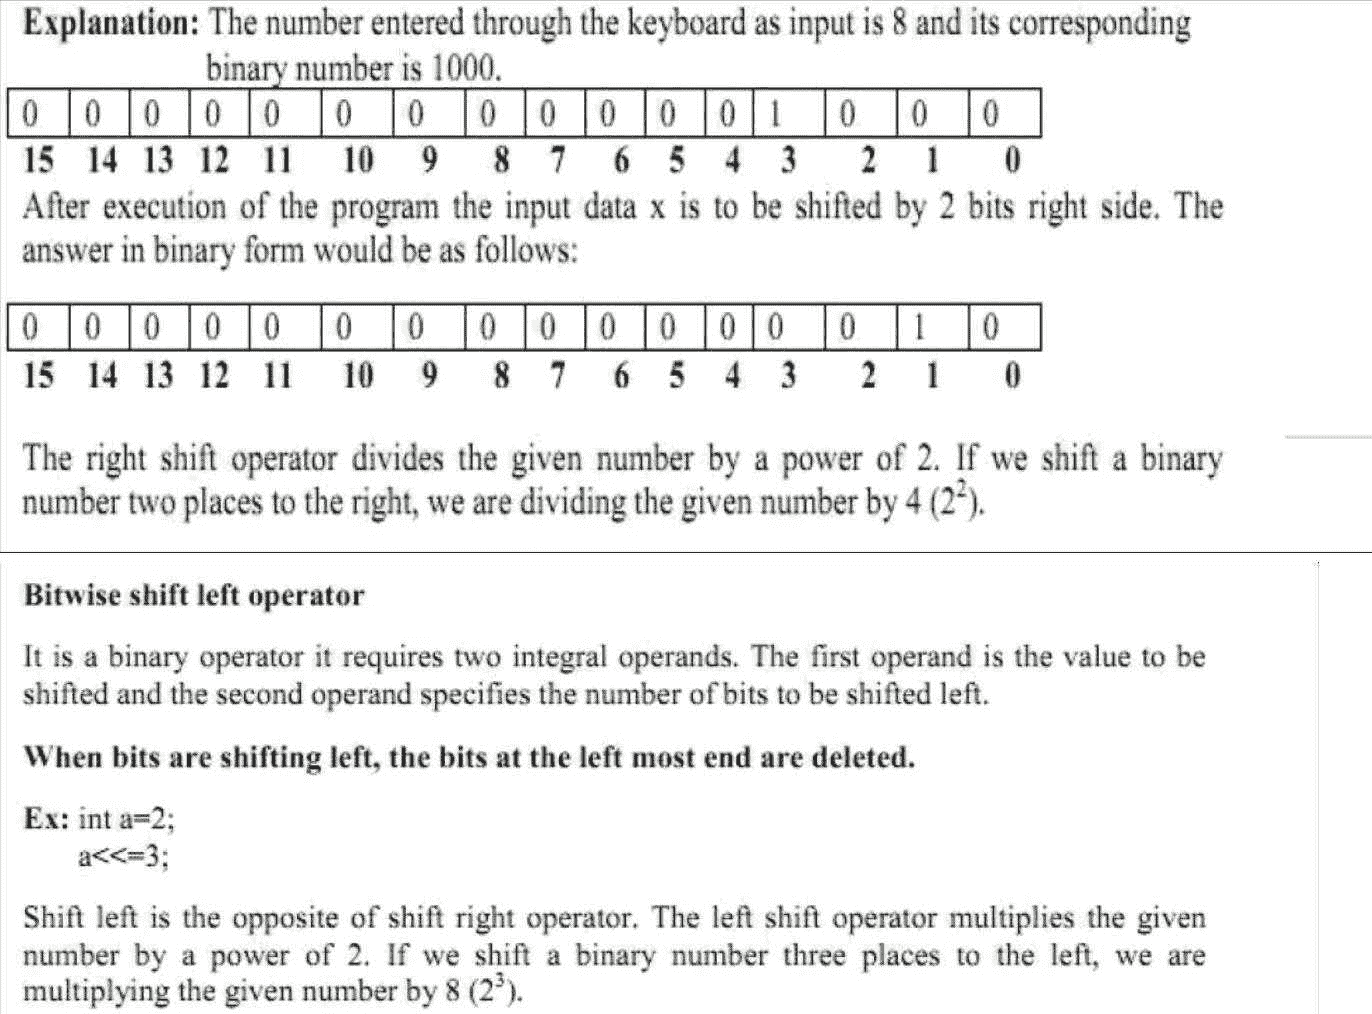 Explanation: The number entered through the keyboard as input is 8 and its corresponding
binary number is 1000.
0 0 0 0 0 0 0 0 0 0 0 0 1 0 0 0
15 14 13 12 11 10 9 8 7 6 5 4 3 2 1 0
After execution of the program the input data x is to be shifted by 2 bits right side. The
answer in binary form would be as follows:
0 0 0 0 0 0 0 0 0 0 0 0 0 0 1 0
15 14 13 12 11 10 9 8 7 6 5 4 3 2 1 0
The right shift operator divides the given number by a power of 2. If we shift a binary
number two places to the right, we are dividing the given number by 4 (2²).
Bitwise shift left operator
It is a binary operator it requires two integral operands. The first operand is the value to be
shifted and the second operand specifies the number of bits to be shifted left.
When bits are shifting left, the bits at the left most end are deleted.
Ex: int a=2;
a<<=3;
Shift left is the opposite of shift right operator. The left shift operator multiplies the given
number by a power of 2. If we shift a binary number three places to the left, we are
multiplying the given number by 8 (2³).